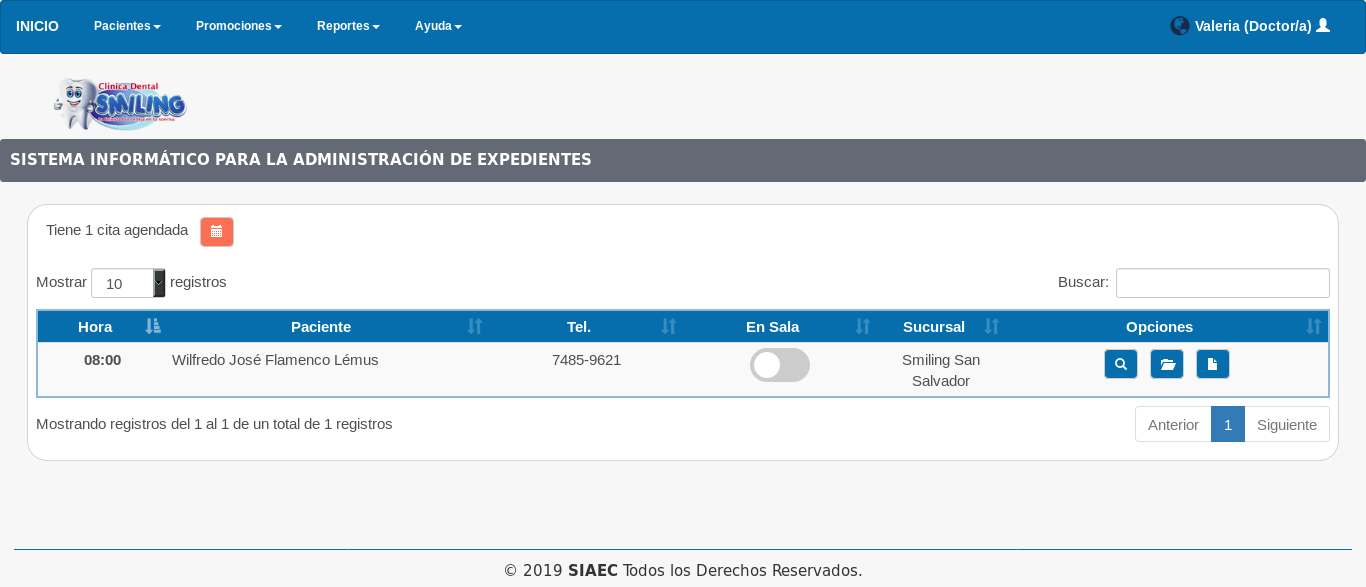 INICIO Pacientes Promociones Reportes Ayuda Valeria (Doctor/a)
Clínica Dental
SMILING
SISTEMA INFORMÁTICO PARA LA ADMINISTRACIÓN DE EXPEDIENTES
Tiene 1 cita agendada
Mostrar 10 registros Buscar:
Hora Paciente Tel. En Sala Sucursal Opciones
08:00 Wilfredo José Flamenco Lémus 7485-9621 Smiling San
Salvador
Mostrando registros del 1 al 1 de un total de 1 registros Anterior 1 Siguiente
© 2019 SIAEC Todos los Derechos Reservados.